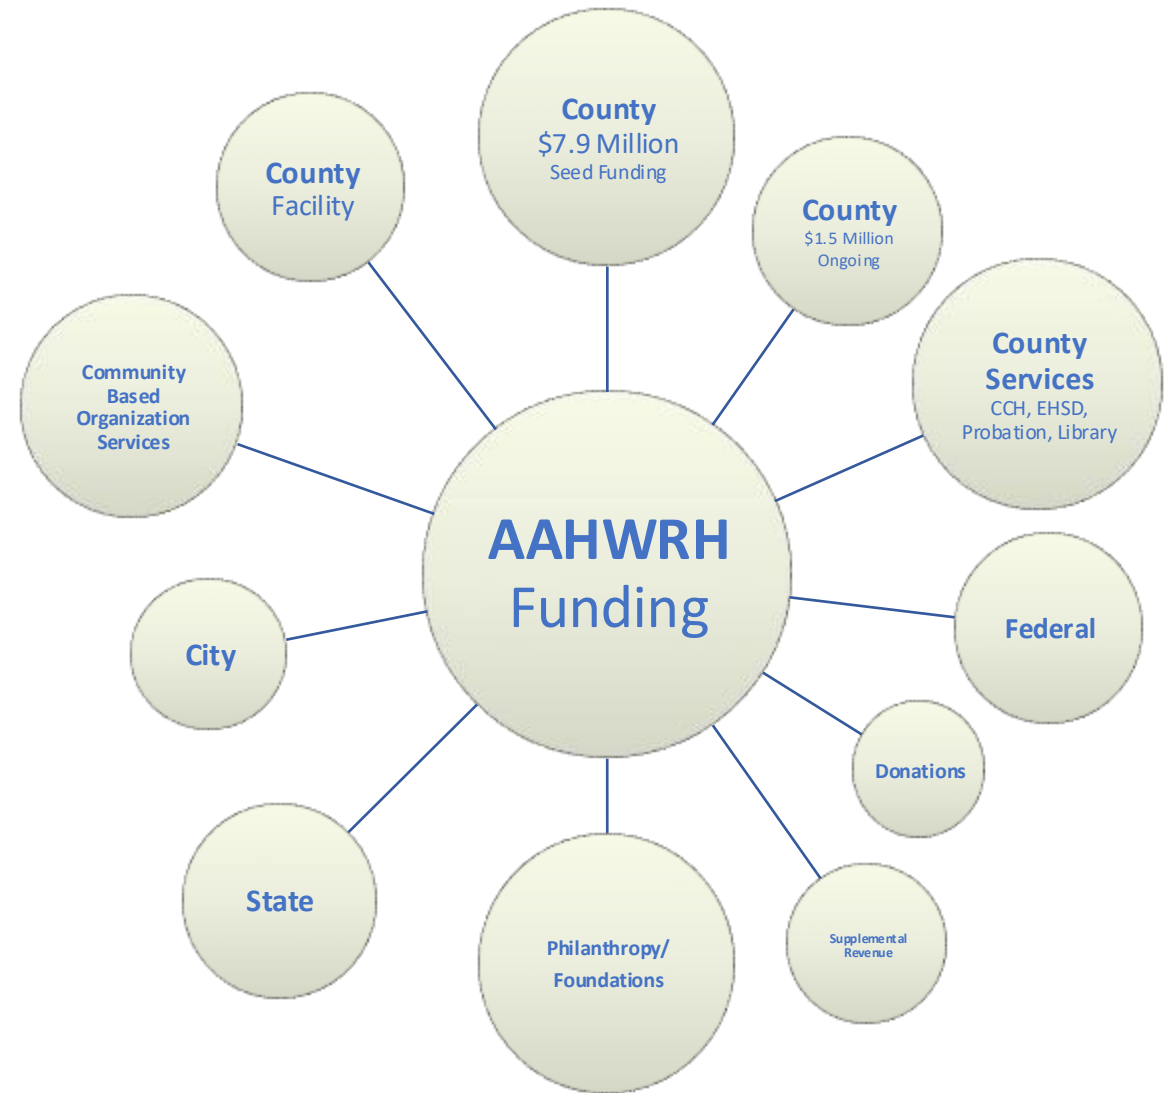 County
$7.9 Million
Seed Funding
County
Facility
County
$1.5 Million
Ongoing
County
Services
CCH, EHSD,
Probation, Library
Community
Based
Organization
Services
AAHWRH
Funding
Federal
City
Donations
State
Supplemental
Revenue
Philanthropy/
Foundations